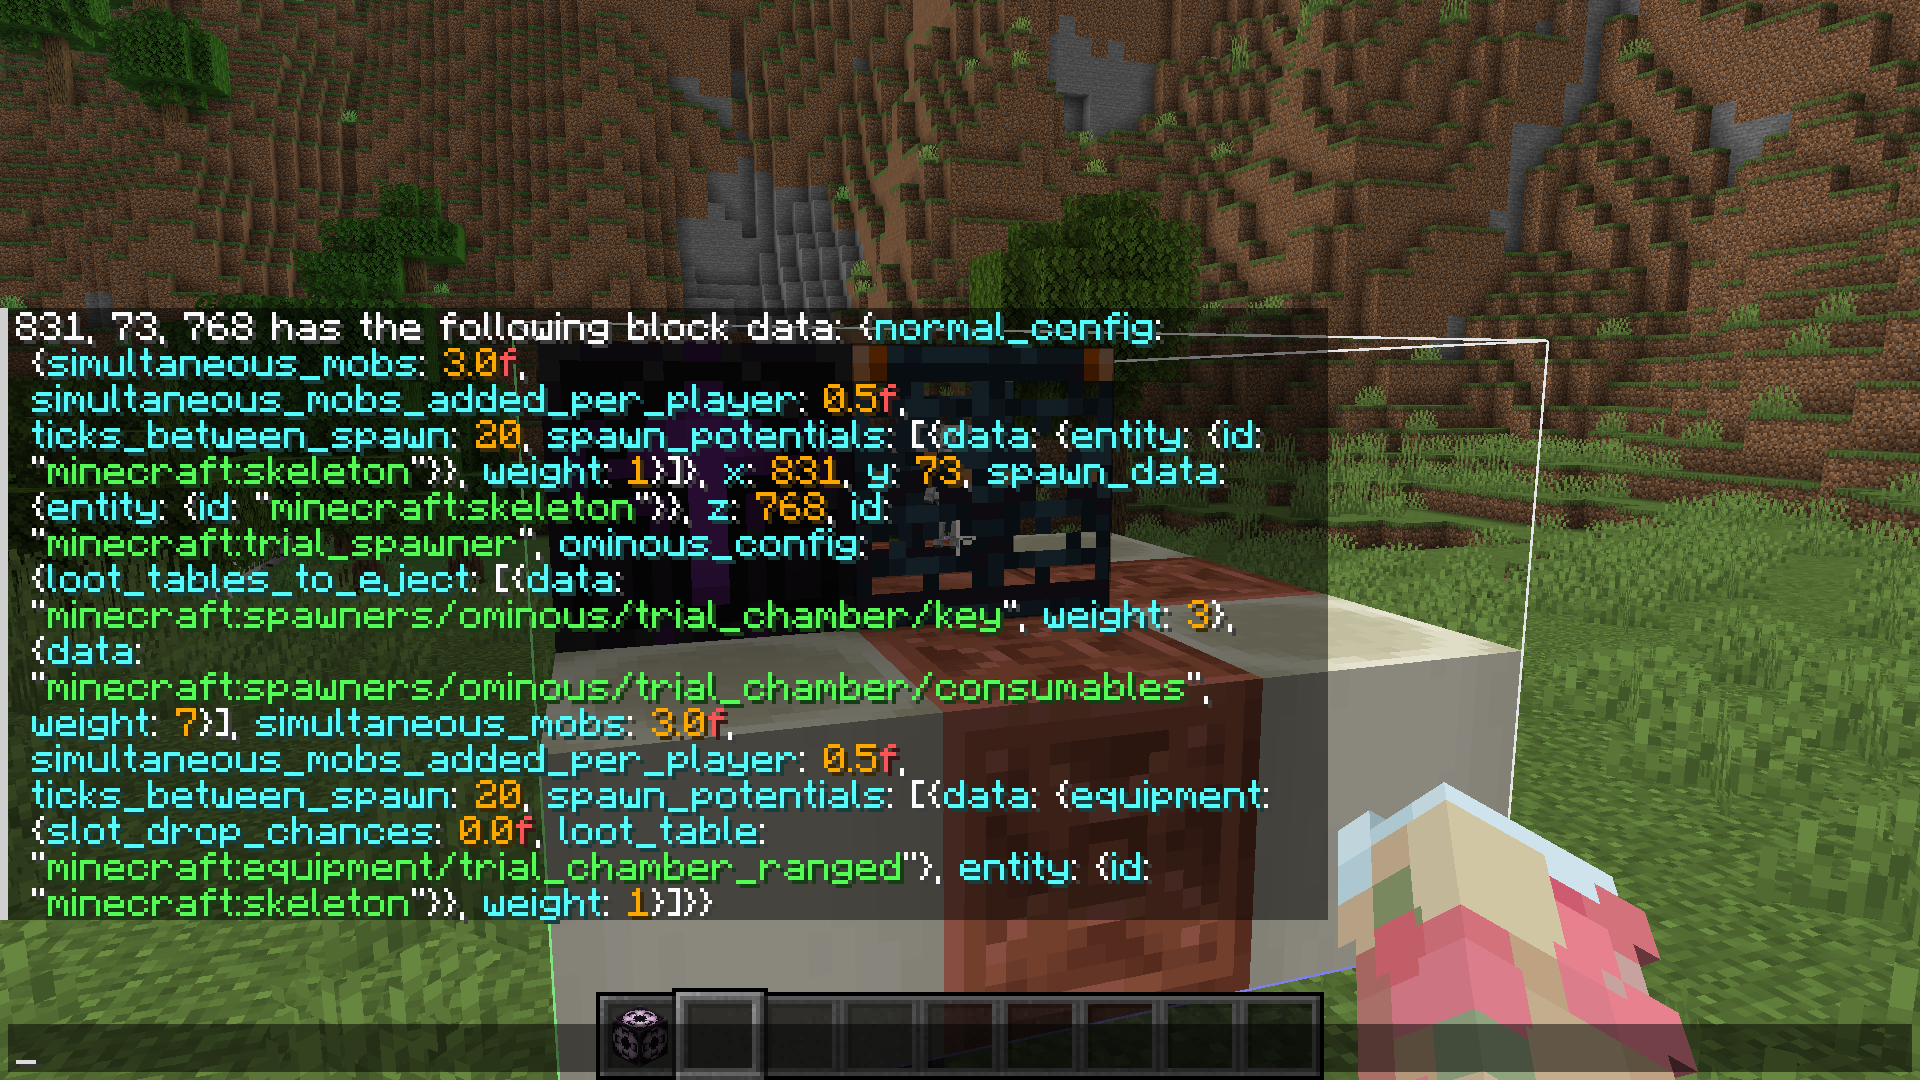 831, 73, 768 has the following block data: {normal_config:
{simultaneous_mobs: 3.0f,
simultaneous_mobs_added_per_player: 0.5f,
ticks_between_spawn: 20, spawn_potentials: [{data: {entity: {id:
"minecraft:skeleton"}}, weight: 1}]}, x: 831, y: 73, spawn_data:
{entity: {id: "minecraft:skeleton"}}, z: 768, id:
"minecraft:trial_spawner", ominous_config:
{loot_tables_to_eject: [{data:
"minecraft:spawners/ominous/trial_chamber/key", weight: 3},
{data:
"minecraft:spawners/ominous/trial_chamber/consumables",
weight: 7}], simultaneous_mobs: 3.0f,
simultaneous_mobs_added_per_player: 0.5f,
ticks_between_spawn: 20, spawn_potentials: [{data: {equipment:
{slot_drop_chances: 0.0f, loot_table:
"minecraft:equipment/trial_chamber_ranged"}, entity: {id:
"minecraft:skeleton"}}, weight: 1}]}}
_